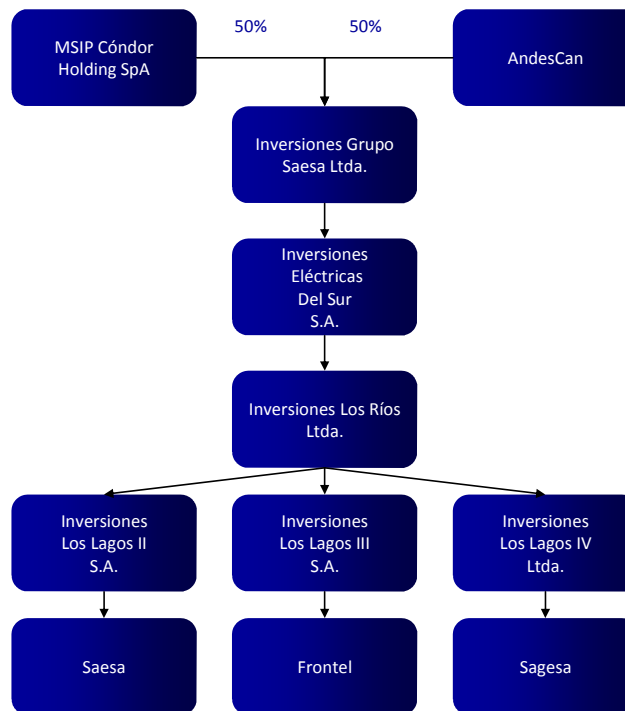 50%
50%
MSIP Cóndor
Holding SpA
AndesCan
Inversiones Grupo
Saesa Ltda.
Inversiones
Eléctricas
Del Sur
S.A.
Inversiones Los Ríos
Ltda.
Inversiones
Los Lagos II
S.A.
Inversiones
Los Lagos III
S.A.
Inversiones
Los Lagos IV
Ltda.
Saesa
Frontel
Sagesa